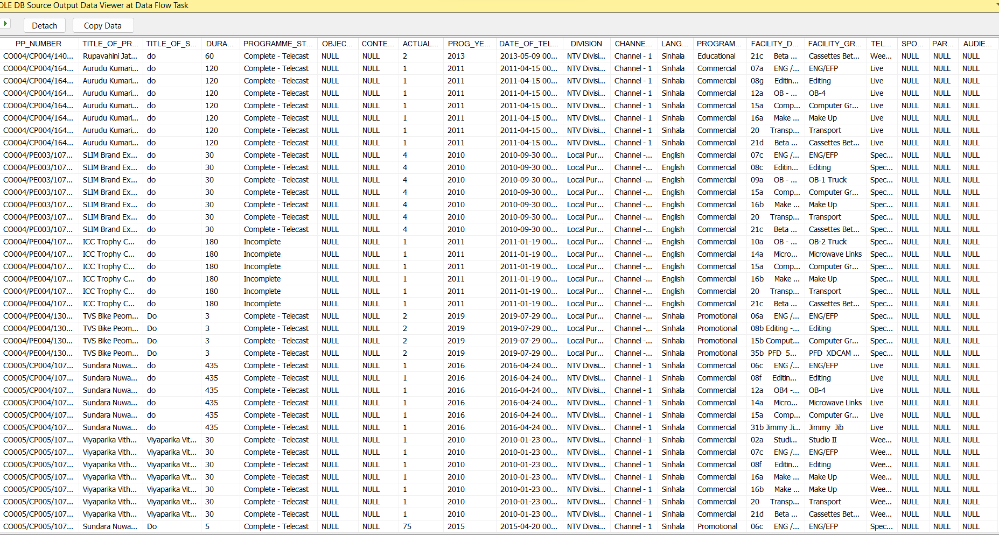 OLE DB Source Output Data Viewer at Data Flow Task
Detach Copy Data
PP_NUMBER TITLE_OF_PR... TITLE_OF_S... DURA... PROGRAMME_ST... OBJEC... CONTE... ACTUAL... PROG_YE... DATE_OF_TEL... DIVISION CHANNE... LANG... PROGRAM... FACILITY_D... FACILITY_GR... TEL... SPO... PAR... AUDIE...
CO004/CP004/140... Rupavahini Jat... do 60 Complete - Telecast NULL NULL 2 2013 2013-05-09 00... NTV Divisi... Channel - 1 Sinhala Educational 21c Beta ... Cassettes Bet... Wee... NULL NULL NULL
CO004/CP004/164... Aurudu Kumari... do 120 Complete - Telecast NULL NULL 1 2011 2011-04-15 00... NTV Divisi... Channel - 1 Sinhala Commercial 07a ENG /... ENG/EFP Live NULL NULL NULL
CO004/CP004/164... Aurudu Kumari... do 120 Complete - Telecast NULL NULL 1 2011 2011-04-15 00... NTV Divisi... Channel - 1 Sinhala Commercial 08g Editin... Editing Live NULL NULL NULL
CO004/CP004/164... Aurudu Kumari... do 120 Complete - Telecast NULL NULL 1 2011 2011-04-15 00... NTV Divisi... Channel - 1 Sinhala Commercial 12a OB - ... OB-4 Live NULL NULL NULL
CO004/CP004/164... Aurudu Kumari... do 120 Complete - Telecast NULL NULL 1 2011 2011-04-15 00... NTV Divisi... Channel - 1 Sinhala Commercial 15a Comp... Computer Gr... Live NULL NULL NULL
CO004/CP004/164... Aurudu Kumari... do 120 Complete - Telecast NULL NULL 1 2011 2011-04-15 00... NTV Divisi... Channel - 1 Sinhala Commercial 16a Make ... Make Up Live NULL NULL NULL
CO004/CP004/164... Aurudu Kumari... do 120 Complete - Telecast NULL NULL 1 2011 2011-04-15 00... NTV Divisi... Channel - 1 Sinhala Commercial 20 Transp... Transport Live NULL NULL NULL
CO004/CP004/164... Aurudu Kumari... do 120 Complete - Telecast NULL NULL 1 2011 2011-04-15 00... NTV Divisi... Channel - 1 Sinhala Commercial 21d Beta ... Cassettes Bet... Live NULL NULL NULL
CO004/PE003/107... SLIM Brand Ex... do 30 Complete - Telecast NULL NULL 4 2010 2010-09-30 00... Local Pur... Channel -... English Commercial 07c ENG /... ENG/EFP Spec... NULL NULL NULL
CO004/PE003/107... SLIM Brand Ex... do 30 Complete - Telecast NULL NULL 4 2010 2010-09-30 00... Local Pur... Channel -... English Commercial 08c Editin... Editing Spec... NULL NULL NULL
CO004/PE003/107... SLIM Brand Ex... do 30 Complete - Telecast NULL NULL 4 2010 2010-09-30 00... Local Pur... Channel -... English Commercial 09a OB - ... OB-1 Truck Spec... NULL NULL NULL
CO004/PE003/107... SLIM Brand Ex... do 30 Complete - Telecast NULL NULL 4 2010 2010-09-30 00... Local Pur... Channel -... English Commercial 15a Comp... Computer Gr... Spec... NULL NULL NULL
CO004/PE003/107... SLIM Brand Ex... do 30 Complete - Telecast NULL NULL 4 2010 2010-09-30 00... Local Pur... Channel -... English Commercial 16b Make ... Make Up Spec... NULL NULL NULL
CO004/PE003/107... SLIM Brand Ex... do 30 Complete - Telecast NULL NULL 4 2010 2010-09-30 00... Local Pur... Channel -... English Commercial 20 Transp... Transport Spec... NULL NULL NULL
CO004/PE003/107... SLIM Brand Ex... do 30 Complete - Telecast NULL NULL 4 2010 2010-09-30 00... Local Pur... Channel -... English Commercial 21c Beta ... Cassettes Bet... Spec... NULL NULL NULL
CO004/PE004/107... ICC Trophy C... do 180 Incomplete NULL NULL 1 2011 2011-01-19 00... Local Pur... Channel -... English Commercial 10a OB - ... OB-2 Truck Spec... NULL NULL NULL
CO004/PE004/107... ICC Trophy C... do 180 Incomplete NULL NULL 1 2011 2011-01-19 00... Local Pur... Channel -... English Commercial 14a Micro... Microwave Links Spec... NULL NULL NULL
CO004/PE004/107... ICC Trophy C... do 180 Incomplete NULL NULL 1 2011 2011-01-19 00... Local Pur... Channel -... English Commercial 15a Comp... Computer Gr... Spec... NULL NULL NULL
CO004/PE004/107... ICC Trophy C... do 180 Incomplete NULL NULL 1 2011 2011-01-19 00... Local Pur... Channel -... English Commercial 16b Make ... Make Up Spec... NULL NULL NULL
CO004/PE004/107... ICC Trophy C... do 180 Incomplete NULL NULL 1 2011 2011-01-19 00... Local Pur... Channel -... English Commercial 20 Transp... Transport Spec... NULL NULL NULL
CO004/PE004/107... ICC Trophy C... do 180 Incomplete NULL NULL 1 2011 2011-01-19 00... Local Pur... Channel -... English Commercial 21c Beta ... Cassettes Bet... Spec... NULL NULL NULL
CO004/PE004/130... TVS Bike Peom... Do 3 Complete - Telecast NULL NULL 2 2019 2019-07-29 00... Local Pur... Channel -... Sinhala Promotional 06a ENG /... ENG/EFP Spec... NULL NULL NULL
CO004/PE004/130... TVS Bike Peom... Do 3 Complete - Telecast NULL NULL 2 2019 2019-07-29 00... Local Pur... Channel -... Sinhala Promotional 08b Editing -... Editing Spec... NULL NULL NULL
CO004/PE004/130... TVS Bike Peom... Do 3 Complete - Telecast NULL NULL 2 2019 2019-07-29 00... Local Pur... Channel -... Sinhala Promotional 15b Comput... Computer Gr... Spec... NULL NULL NULL
CO004/PE004/130... TVS Bike Peom... Do 3 Complete - Telecast NULL NULL 2 2019 2019-07-29 00... Local Pur... Channel -... Sinhala Promotional 35b PFD 5... PFD XDCAM ... Spec... NULL NULL NULL
CO005/CP004/107... Sundara Nuwa... do 435 Complete - Telecast NULL NULL 1 2016 2016-04-24 00... NTV Divisi... Channel - 1 Sinhala Commercial 06c ENG /... ENG/EFP Live NULL NULL NULL
CO005/CP004/107... Sundara Nuwa... do 435 Complete - Telecast NULL NULL 1 2016 2016-04-24 00... NTV Divisi... Channel - 1 Sinhala Commercial 08f Editin... Editing Live NULL NULL NULL
CO005/CP004/107... Sundara Nuwa... do 435 Complete - Telecast NULL NULL 1 2016 2016-04-24 00... NTV Divisi... Channel - 1 Sinhala Commercial 12a OB4 -... OB-4 Live NULL NULL NULL
CO005/CP004/107... Sundara Nuwa... do 435 Complete - Telecast NULL NULL 1 2016 2016-04-24 00... NTV Divisi... Channel - 1 Sinhala Commercial 14a Micro... Microwave Links Live NULL NULL NULL
CO005/CP004/107... Sundara Nuwa... do 435 Complete - Telecast NULL NULL 1 2016 2016-04-24 00... NTV Divisi... Channel - 1 Sinhala Commercial 15a Comp... Computer Gr... Live NULL NULL NULL
CO005/CP004/107... Sundara Nuwa... do 435 Complete - Telecast NULL NULL 1 2016 2016-04-24 00... NTV Divisi... Channel - 1 Sinhala Commercial 31b Jimmy Ji... Jimmy Jib Live NULL NULL NULL
CO005/CP005/107... Viyaparika Vith... Viyaparika Vit... 30 Complete - Telecast NULL NULL 1 2010 2010-01-23 00... NTV Divisi... Channel - 1 Sinhala Commercial 02a Studi... Studio II Wee... NULL NULL NULL
CO005/CP005/107... Viyaparika Vith... Viyaparika Vit... 30 Complete - Telecast NULL NULL 1 2010 2010-01-23 00... NTV Divisi... Channel - 1 Sinhala Commercial 07c ENG /... ENG/EFP Wee... NULL NULL NULL
CO005/CP005/107... Viyaparika Vith... Viyaparika Vit... 30 Complete - Telecast NULL NULL 1 2010 2010-01-23 00... NTV Divisi... Channel - 1 Sinhala Commercial 08f Editin... Editing Wee... NULL NULL NULL
CO005/CP005/107... Viyaparika Vith... Viyaparika Vit... 30 Complete - Telecast NULL NULL 1 2010 2010-01-23 00... NTV Divisi... Channel - 1 Sinhala Commercial 16a Make ... Make Up Wee... NULL NULL NULL
CO005/CP005/107... Viyaparika Vith... Viyaparika Vit... 30 Complete - Telecast NULL NULL 1 2010 2010-01-23 00... NTV Divisi... Channel - 1 Sinhala Commercial 16b Make ... Make Up Wee... NULL NULL NULL
CO005/CP005/107... Viyaparika Vith... Viyaparika Vit... 30 Complete - Telecast NULL NULL 1 2010 2010-01-23 00... NTV Divisi... Channel - 1 Sinhala Commercial 20 Transp... Transport Wee... NULL NULL NULL
CO005/CP005/107... Viyaparika Vith... Viyaparika Vit... 30 Complete - Telecast NULL NULL 1 2010 2010-01-23 00... NTV Divisi... Channel - 1 Sinhala Commercial 21d Beta ... Cassettes Bet... Wee... NULL NULL NULL
CO005/CP005/107... Sundara Nuwa... Do 5 Complete - Telecast NULL NULL 75 2015 2015-04-20 00... NTV Divisi... Channel - 1 Sinhala Promotional 06c ENG /... ENG/EFP Spec... NULL NULL NULL